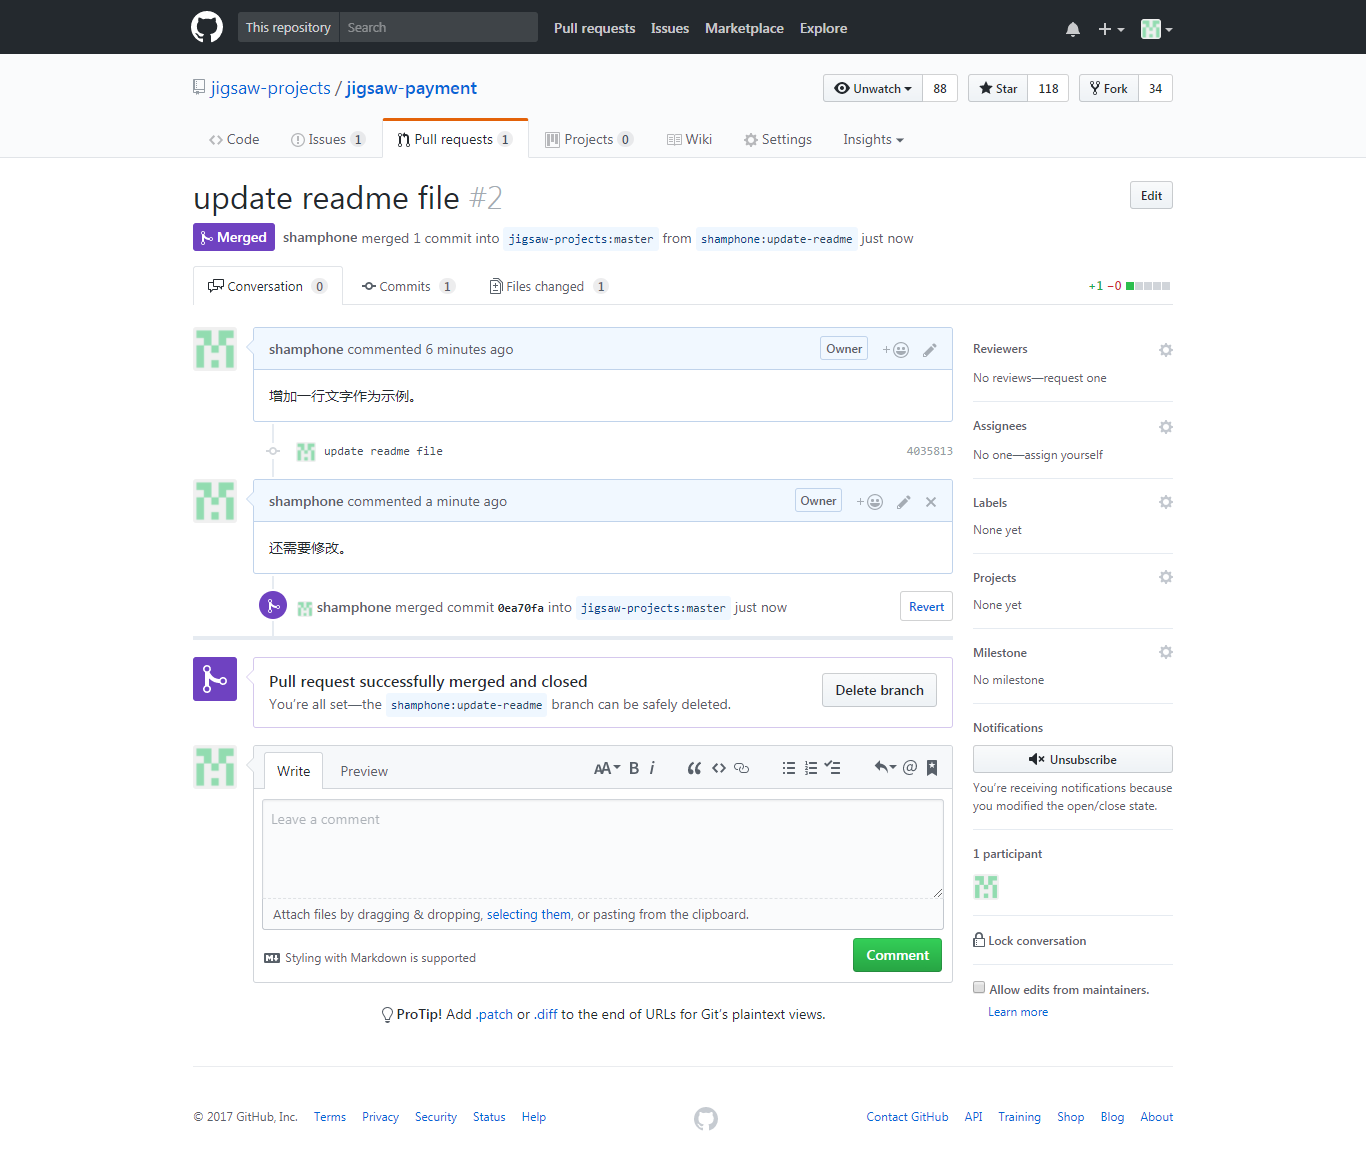 This repository Search Pull requests Issues Marketplace Explore
jigsaw-projects / jigsaw-payment Unwatch 88 Star 118 Fork 34
Code Issues 1 Pull requests 1 Projects 0 Wiki Settings Insights
update readme file #2 Edit
Merged shamphone merged 1 commit into jigsaw-projects:master from shamphone:update-readme just now
Conversation 0 Commits 1 Files changed 1 +1 −0
shamphone commented 6 minutes ago Owner
增加一行文字作为示例。
update readme file 4035813
shamphone commented a minute ago Owner
还需要修改。
shamphone merged commit 0ea70fa into jigsaw-projects:master just now Revert
Pull request successfully merged and closed
You’re all set—the shamphone:update-readme branch can be safely deleted.
Delete branch
Write Preview AA B i
Leave a comment
Attach files by dragging & dropping, selecting them, or pasting from the clipboard.
Styling with Markdown is supported Comment
ProTip! Add .patch or .diff to the end of URLs for Git’s plaintext views.
Reviewers
No reviews—request one
Assignees
No one—assign yourself
Labels
None yet
Projects
None yet
Milestone
No milestone
Notifications
Unsubscribe
You’re receiving notifications because
you modified the open/close state.
1 participant
Lock conversation
Allow edits from maintainers.
Learn more
© 2017 GitHub, Inc. Terms Privacy Security Status Help Contact GitHub API Training Shop Blog About